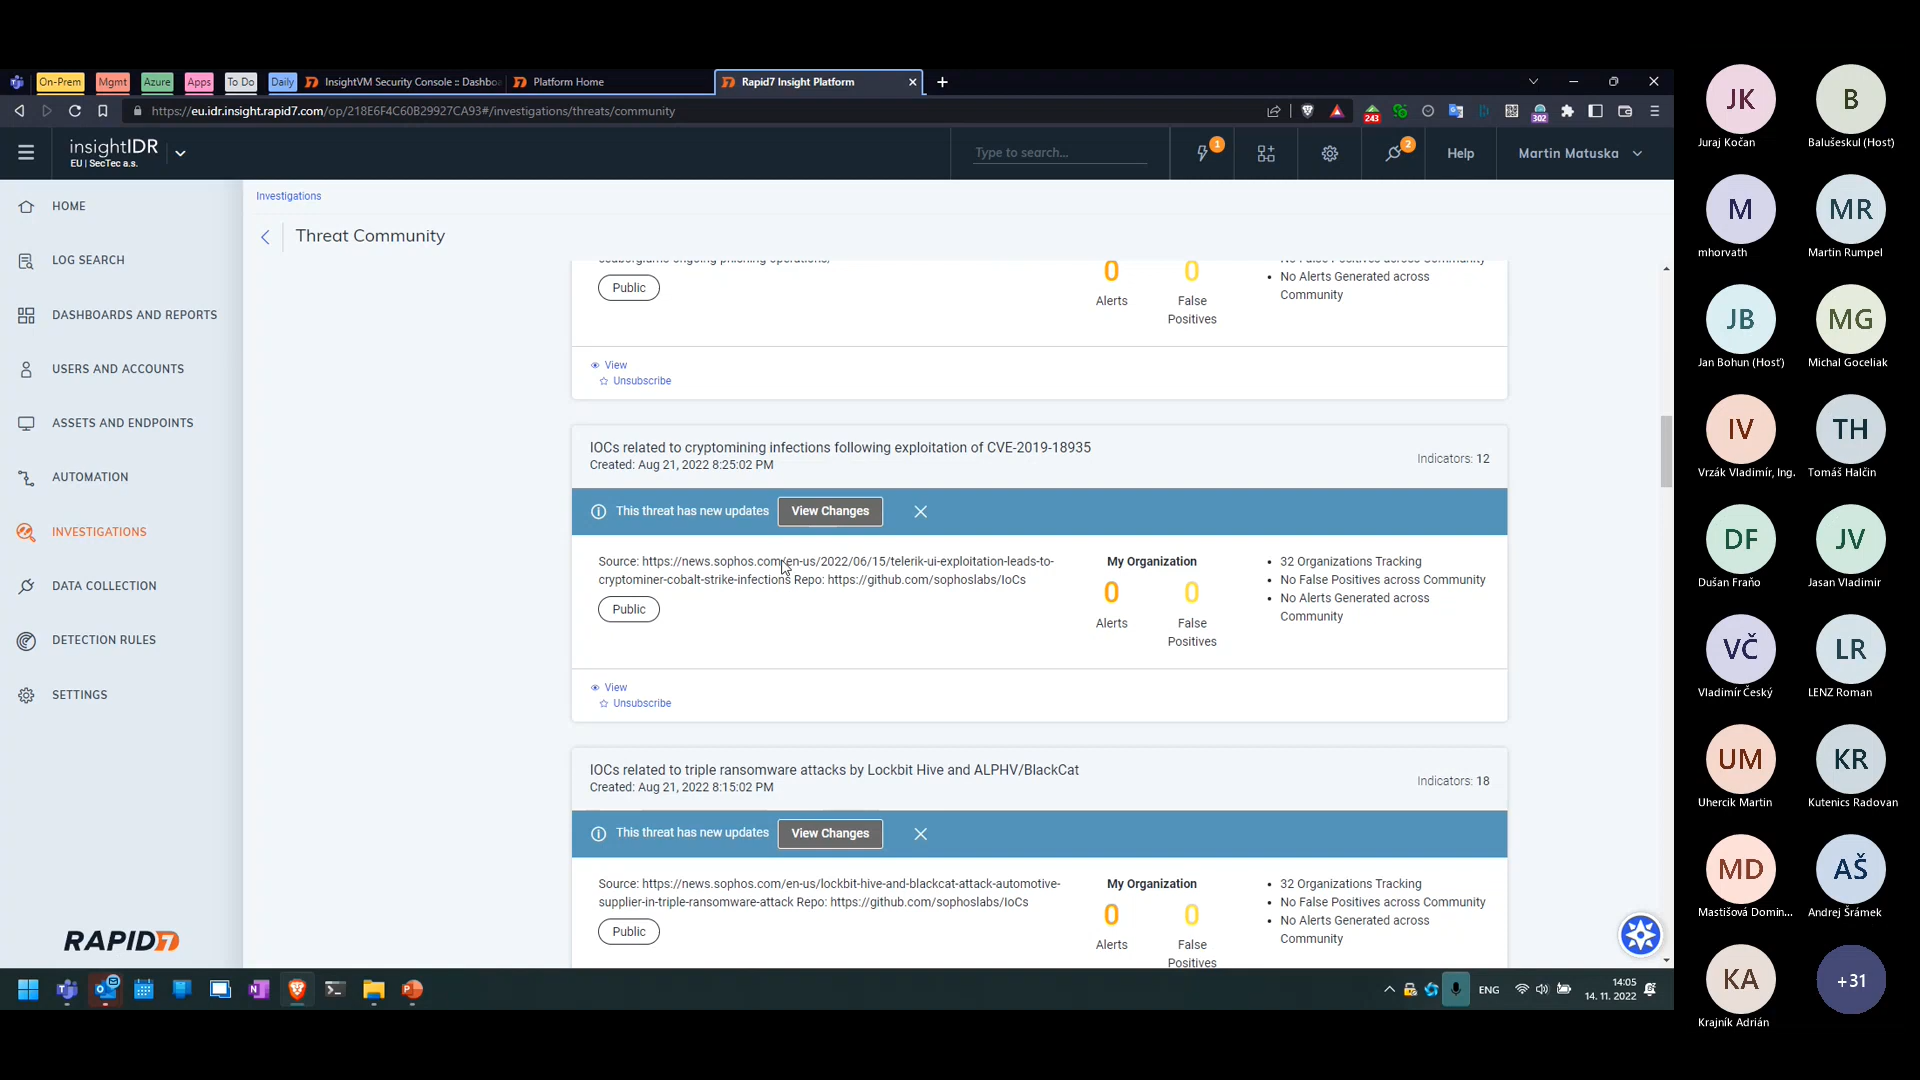 On-Prem
Mgmt
Azure
Apps
To Do
Daily
InsightVM Security Console :: Dashbo
Platform Home
Rapid7 Insight Platform
https://eu.idr.insight.rapid7.com/op/218E6F4C60B29927CA93#/investigations/threats/community
243
302
insightIDR
EU | SecTec a.s.
Type to search...
1
2
Help
Martin Matuska
HOME
LOG SEARCH
DASHBOARDS AND REPORTS
USERS AND ACCOUNTS
ASSETS AND ENDPOINTS
AUTOMATION
INVESTIGATIONS
DATA COLLECTION
DETECTION RULES
SETTINGS
RAPID7
Investigations
Threat Community
Public
0
Alerts
0
False
Positives
No False Positives across Community
No Alerts Generated across
Community
View
Unsubscribe
IOCs related to cryptomining infections following exploitation of CVE-2019-18935
Created: Aug 21, 2022 8:25:02 PM
Indicators: 12
This threat has new updates
View Changes
Source: https://news.sophos.com/en-us/2022/06/15/telerik-ui-exploitation-leads-to-
cryptominer-cobalt-strike-infections Repo: https://github.com/sophoslabs/IoCs
Public
My Organization
0
Alerts
0
False
Positives
32 Organizations Tracking
No False Positives across Community
No Alerts Generated across
Community
View
Unsubscribe
IOCs related to triple ransomware attacks by Lockbit Hive and ALPHV/BlackCat
Created: Aug 21, 2022 8:15:02 PM
Indicators: 18
This threat has new updates
View Changes
Source: https://news.sophos.com/en-us/lockbit-hive-and-blackcat-attack-automotive-
supplier-in-triple-ransomware-attack Repo: https://github.com/sophoslabs/IoCs
Public
My Organization
0
Alerts
0
False
Positives
32 Organizations Tracking
No False Positives across Community
No Alerts Generated across
Community
ENG
14:05
14. 11. 2022
JK
Juraj Kočan
B
Balušeskul (Hosť)
M
mhorvath
MR
Martin Rumpel
JB
Jan Bohun (Hosť)
MG
Michal Goceliak
IV
Vrzák Vladimír, Ing.
TH
Tomáš Halčin
DF
Dušan Fraňo
JV
Jasan Vladimir
VČ
Vladimír Český
LR
LENZ Roman
UM
Uhercik Martin
KR
Kutenics Radovan
MD
Mastišová Domin...
AŠ
Andrej Šrámek
KA
Krajník Adrián
+31